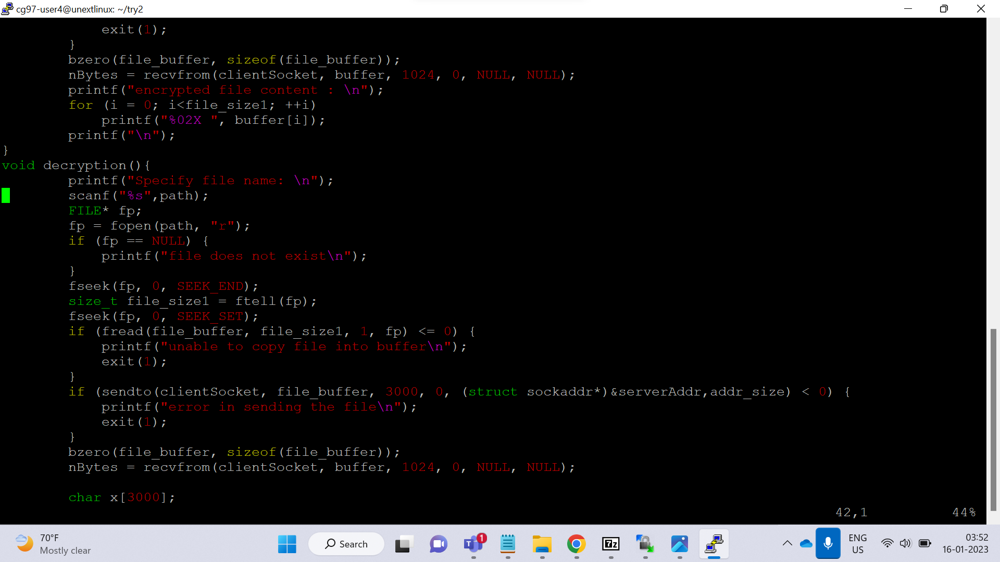 cg97-user4@unextlinux: ~/try2
            exit(1);
        }
        bzero(file_buffer, sizeof(file_buffer));
        nBytes = recvfrom(clientSocket, buffer, 1024, 0, NULL, NULL);
        printf("encrypted file content : \n");
        for (i = 0; i<file_size1; ++i)
            printf("%02X ", buffer[i]);
        printf("\n");
}
void decryption(){
        printf("Specify file name: \n");
        scanf("%s",path);
        FILE* fp;
        fp = fopen(path, "r");
        if (fp == NULL) {
            printf("file does not exist\n");
        }
        fseek(fp, 0, SEEK_END);
        size_t file_size1 = ftell(fp);
        fseek(fp, 0, SEEK_SET);
        if (fread(file_buffer, file_size1, 1, fp) <= 0) {
            printf("unable to copy file into buffer\n");
            exit(1);
        }
        if (sendto(clientSocket, file_buffer, 3000, 0, (struct sockaddr*)&serverAddr,addr_size) < 0) {
            printf("error in sending the file\n");
            exit(1);
        }
        bzero(file_buffer, sizeof(file_buffer));
        nBytes = recvfrom(clientSocket, buffer, 1024, 0, NULL, NULL);

        char x[3000];
42,1 44%
70°F
Mostly clear
Search
1
T
7z
ENG
US
03:52
16-01-2023